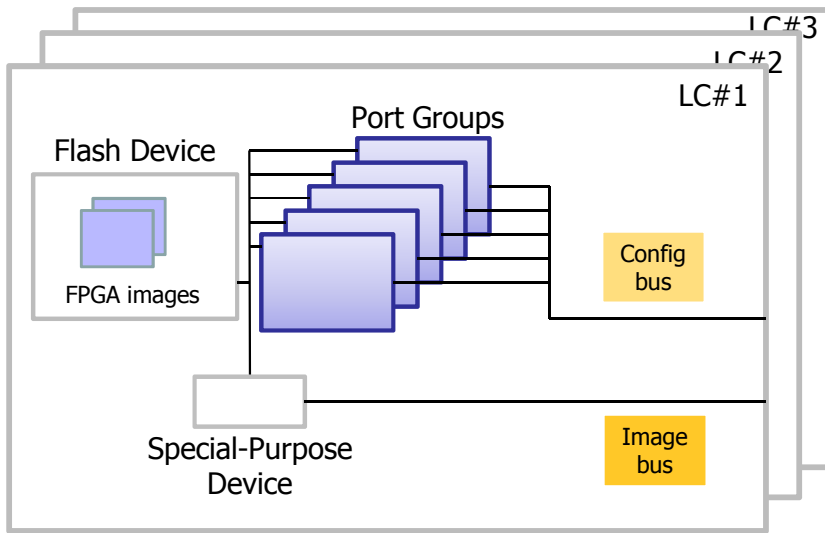 LC#3
LC#2
LC#1
Port Groups
Flash Device
FPGA images
Config
bus
Special-Purpose
Device
Image
bus